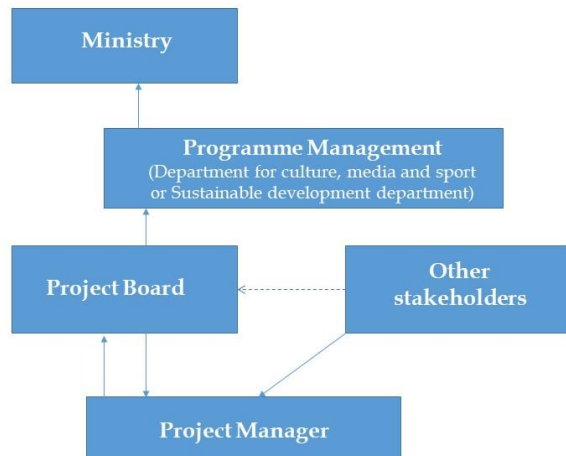 Ministry
Programme Management
(Department for culture, media and sport
or Sustainable development department)
Project Board
Other
stakeholders
Project Manager